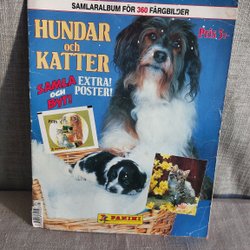 SAMLARALBUM FÖR 360 FÄRGBILDER
HUNDAR
och
KATTER
Pris 5:-
SAMLA
OCH
BYT!
EXTRA!
POSTER!
PANINI